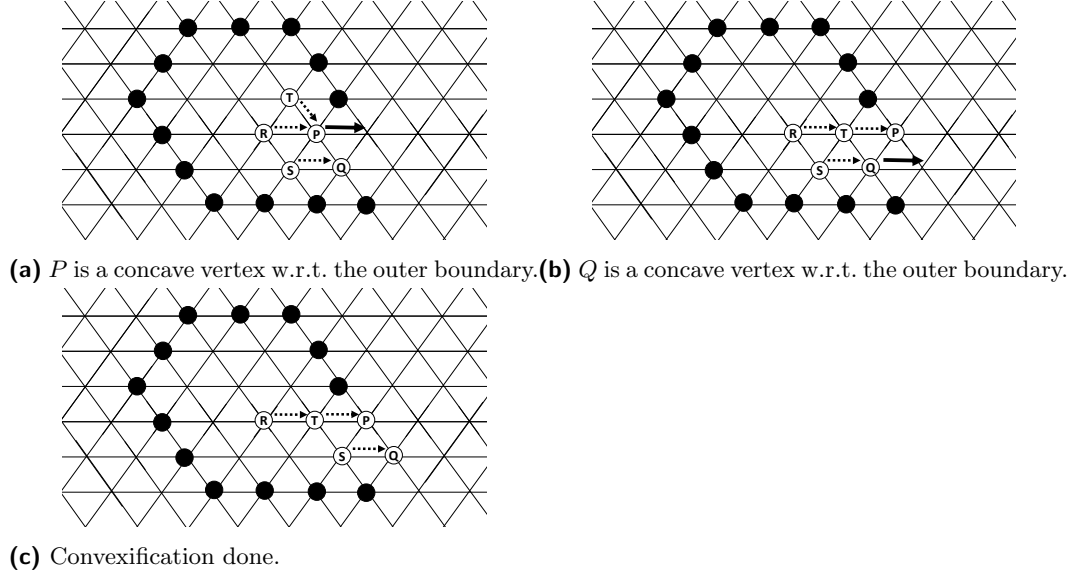 T
R P
S Q
R T P
S Q
(a) P is a concave vertex w.r.t. the outer boundary.
(b) Q is a concave vertex w.r.t. the outer boundary.
R T P
S Q
(c) Convexification done.